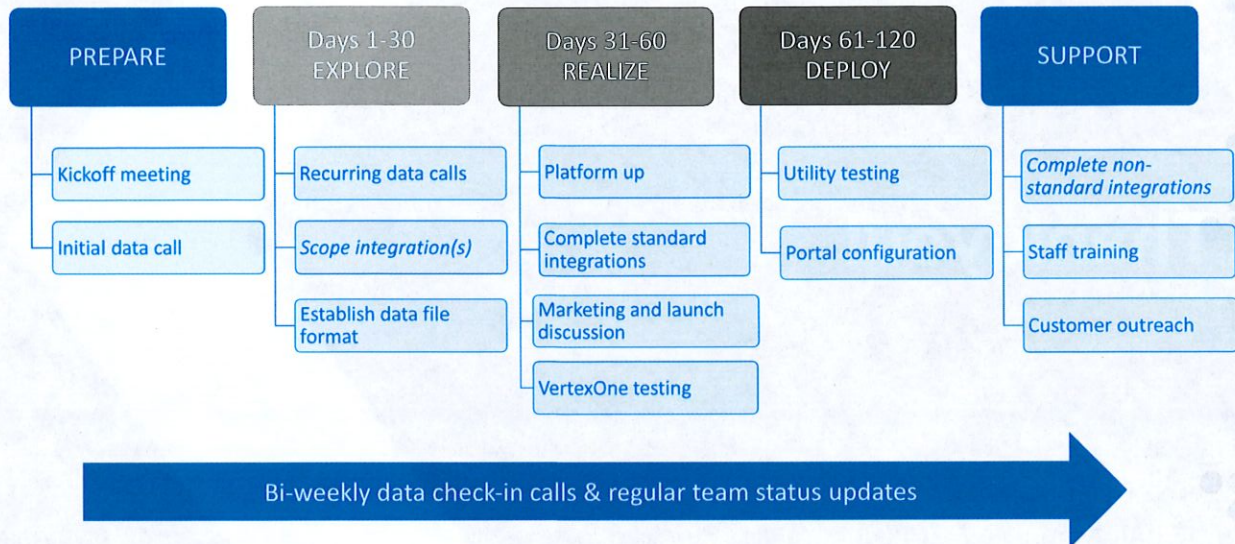 PREPARE
Kickoff meeting
Initial data call
Days 1-30
EXPLORE
Recurring data calls
Scope integration(s)
Establish data file
format
Days 31-60
REALIZE
Platform up
Complete standard
integrations
Marketing and launch
discussion
VertexOne testing
Days 61-120
DEPLOY
Utility testing
Portal configuration
SUPPORT
Complete non-
standard integrations
Staff training
Customer outreach
Bi-weekly data check-in calls & regular team status updates